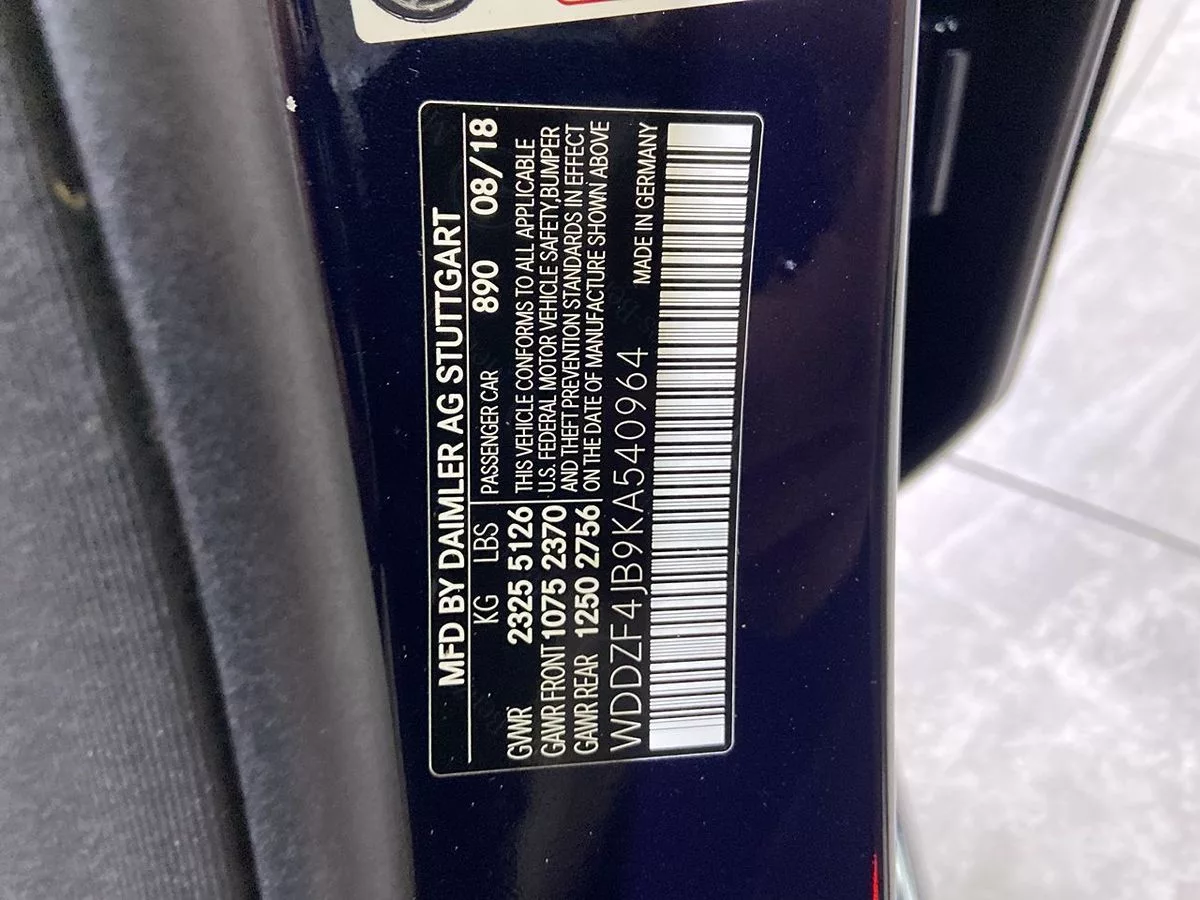 MFD BY DAIMLER AG STUTTGART
KG LBS PASSENGER CAR 890 08/18
GVWR 2325 5126 THIS VEHICLE CONFORMS TO ALL APPLICABLE
GAWR FRONT 1075 2370 U.S. FEDERAL MOTOR VEHICLE SAFETY,BUMPER
GAWR REAR 1250 2756 AND THEFT PREVENTION STANDARDS IN EFFECT
ON THE DATE OF MANUFACTURE SHOWN ABOVE
WDDZF4JB9KA540964 MADE IN GERMANY